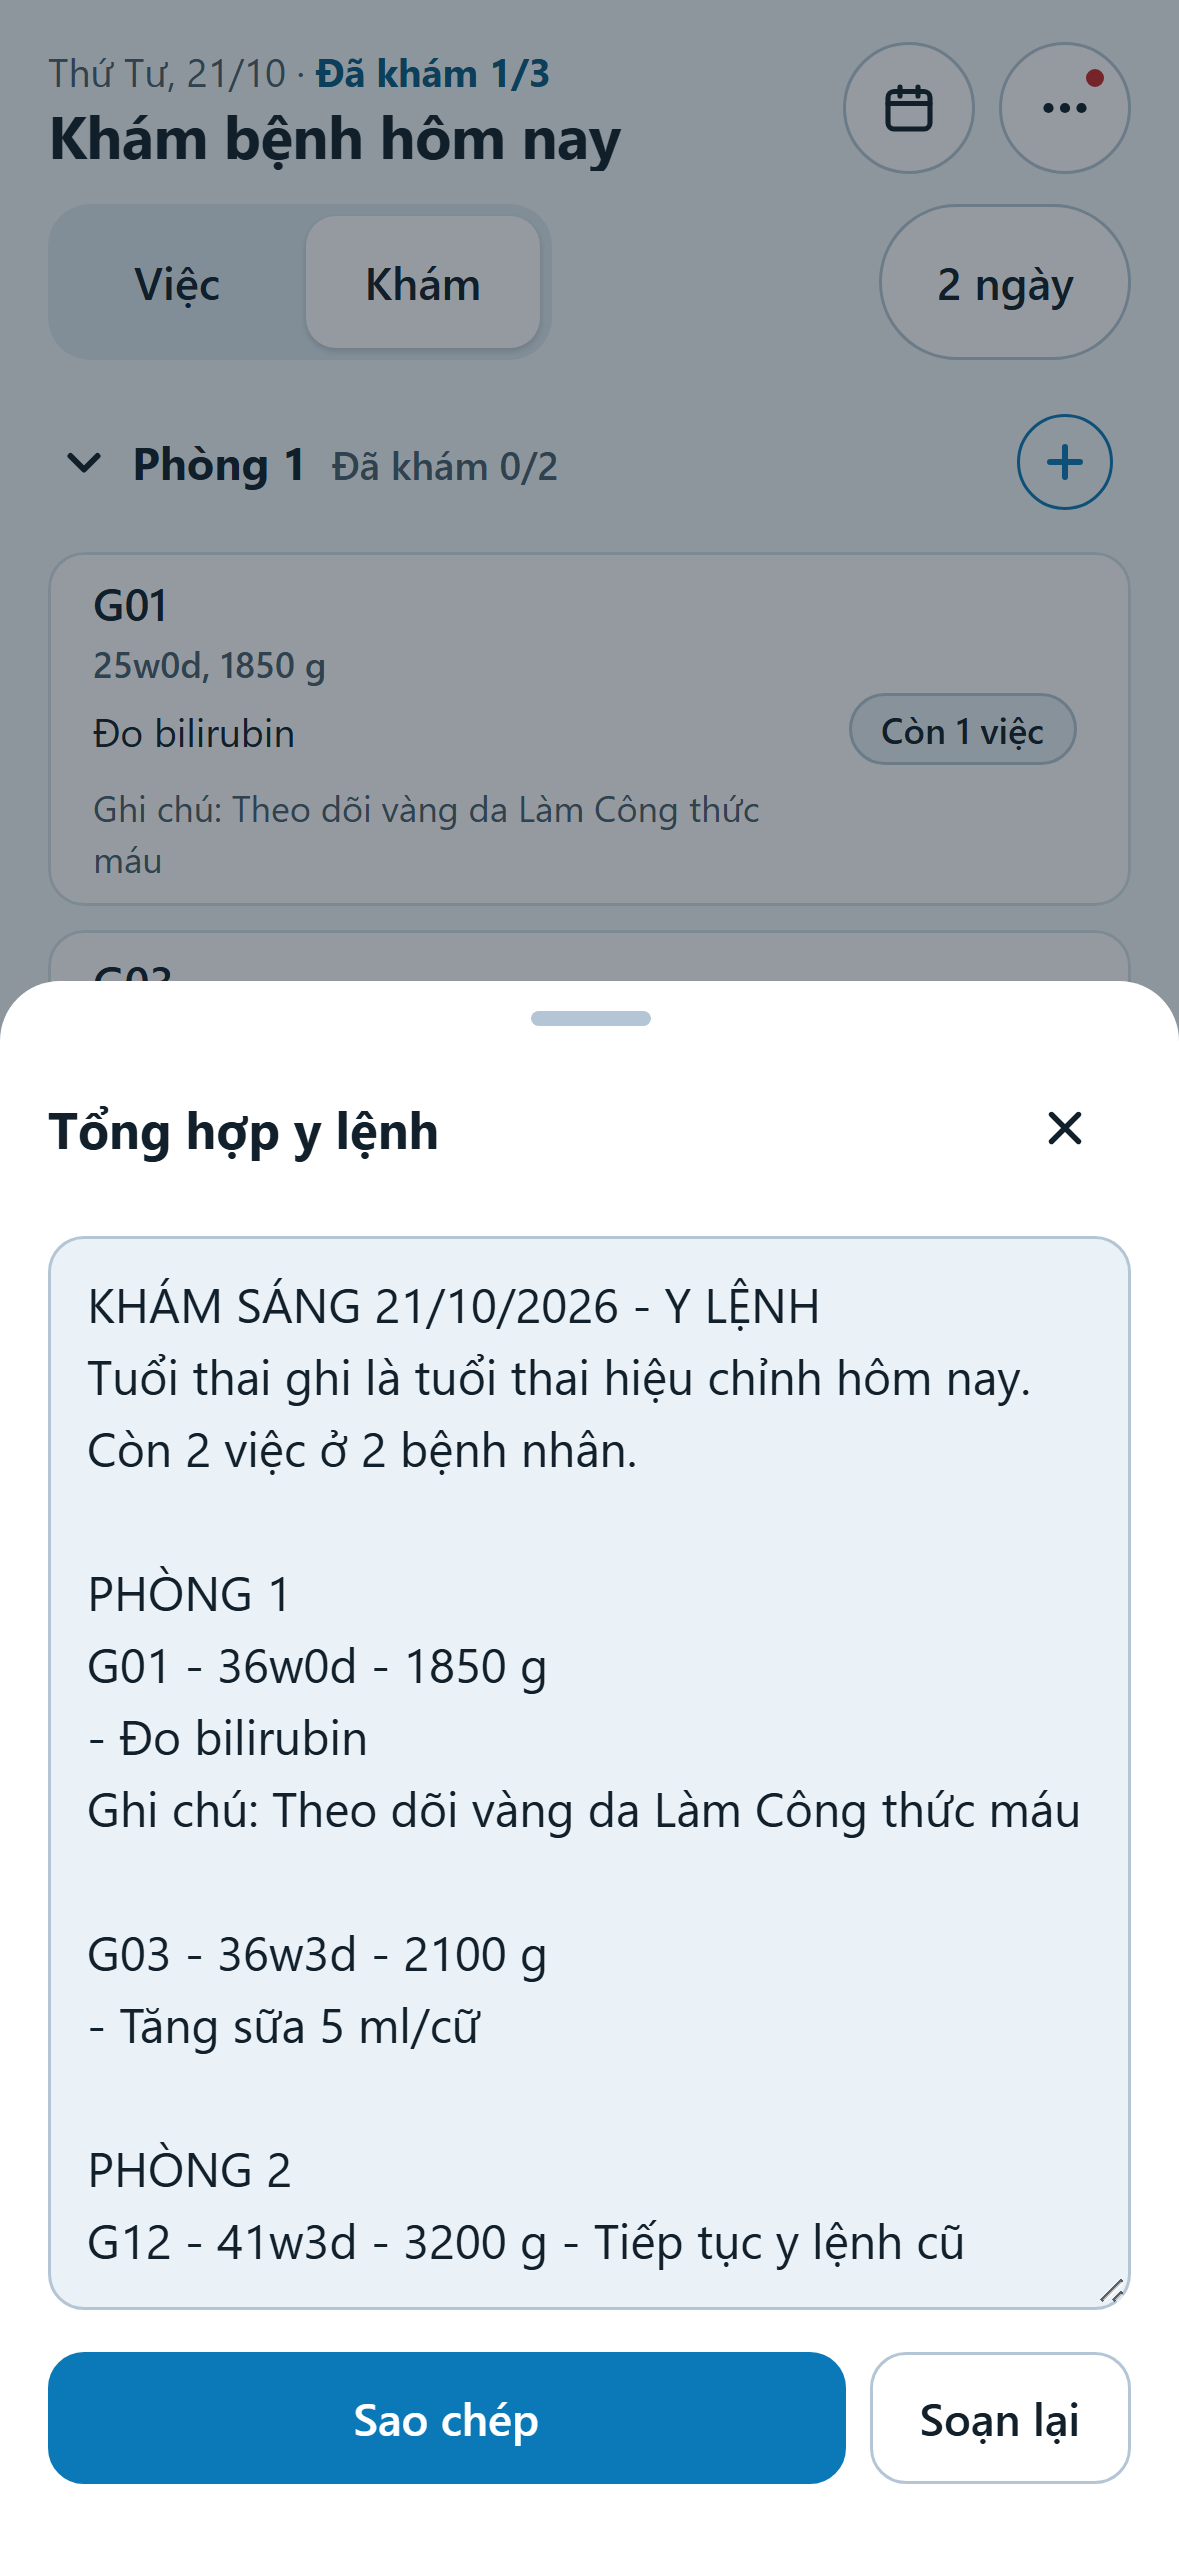 Thứ Tư, 21/10 · Đã khám 1/3
Khám bệnh hôm nay
Việc
Khám
2 ngày
Phòng 1 Đã khám 0/2
G01
25w0d, 1850 g
Đo bilirubin
Còn 1 việc
Ghi chú: Theo dõi vàng da Làm Công thức
máu
G03
Tổng hợp y lệnh
KHÁM SÁNG 21/10/2026 - Y LỆNH
Tuổi thai ghi là tuổi thai hiệu chỉnh hôm nay.
Còn 2 việc ở 2 bệnh nhân.
PHÒNG 1
G01 - 36w0d - 1850 g
- Đo bilirubin
Ghi chú: Theo dõi vàng da Làm Công thức máu
G03 - 36w3d - 2100 g
- Tăng sữa 5 ml/cữ
PHÒNG 2
G12 - 41w3d - 3200 g - Tiếp tục y lệnh cũ
Sao chép
Soạn lại